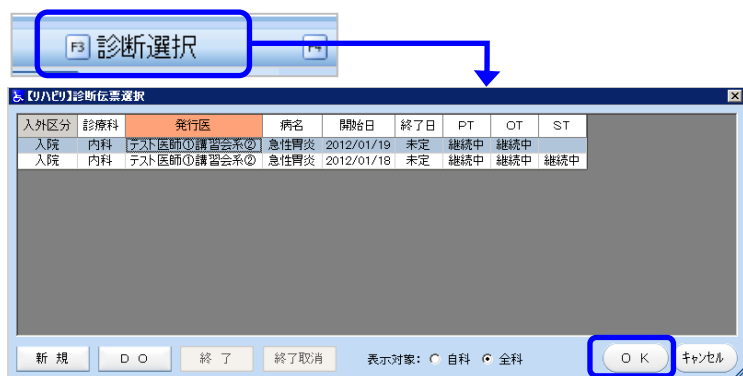 F3 診断選択 F4
【リハビリ】診断伝票選択
入外区分 診療科 発行医 病名 開始日 終了日 PT OT ST
入院 内科 テスト医師①講習会系② 急性胃炎 2012/01/19 未定 継続中 継続中
入院 内科 テスト医師①講習会系② 急性胃炎 2012/01/18 未定 継続中 継続中 継続中
新 規 D O 終 了 終了取消 表示対象: 自科 全科 O K キャンセル